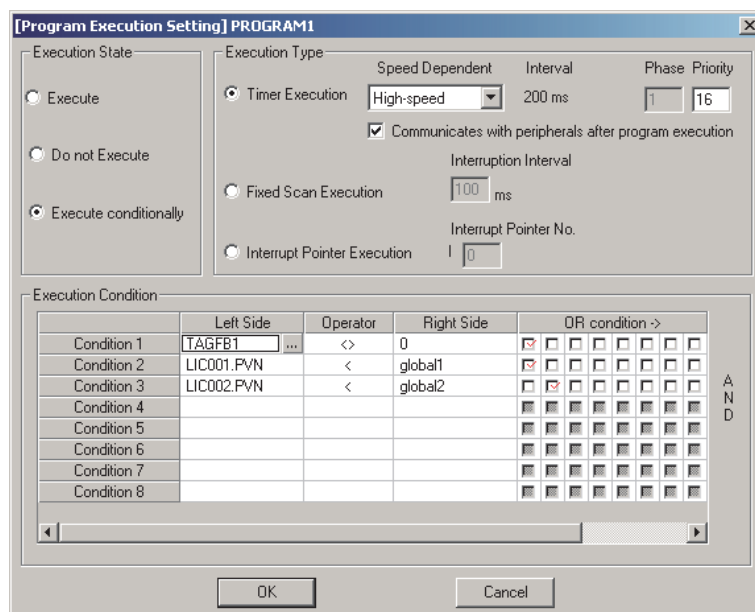 [Program Execution Setting] PROGRAM1
Execution State
Execute
Do not Execute
Execute conditionally
Execution Type
Speed Dependent Interval Phase Priority
Timer Execution High-speed 200 ms 1 16
Communicates with peripherals after program execution
Interruption Interval
Fixed Scan Execution 100 ms
Interrupt Pointer No.
Interrupt Pointer Execution I 0
Execution Condition
Left Side Operator Right Side OR condition ->
Condition 1 TAGFB1 ... <> 0
Condition 2 LIC001.PVN < global1
Condition 3 LIC002.PVN < global2
Condition 4
Condition 5
Condition 6
Condition 7
Condition 8
AND
OK Cancel